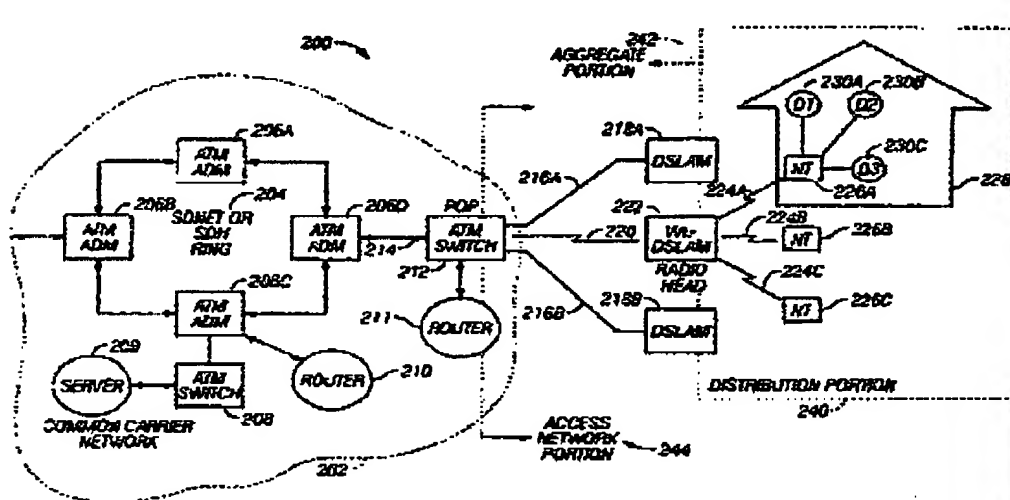 200
242
AGGREGATE
PORTION
230A
230B
D1
D2
230C
D3
NT
226A
228
206A
ATM
ADM
204
SONET OR
SDH
RING
206B
ATM
ADM
206D
ATM
ADM
214
POP
ATM
SWITCH
212
216A
218A
DSLAM
222
220
DSLAM
RADIO
HEAD
224A
224B
NT
226B
224C
NT
226C
216B
218B
DSLAM
206C
ATM
ADM
211
ROUTER
209
SERVER
ATM
SWITCH
208
ROUTER
210
COMMON CARRIER
NETWORK
202
ACCESS
NETWORK
PORTION
244
DISTRIBUTION PORTION
240